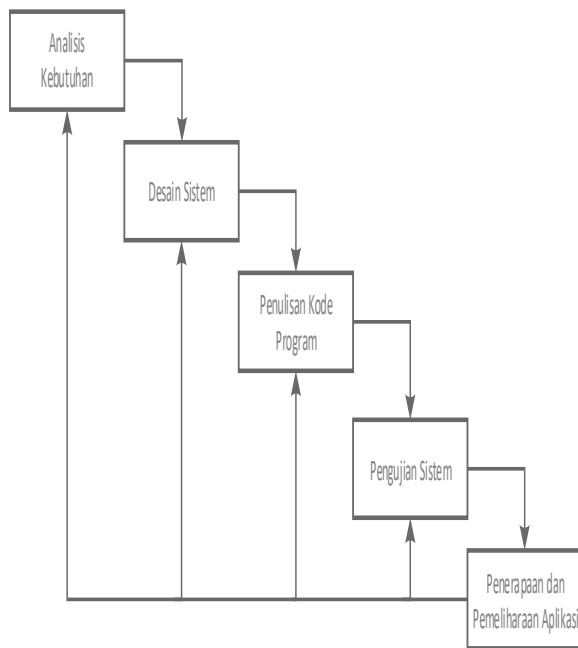 Analisis
Kebutuhan
Desain Sistem
Penulisan Kode
Program
Pengujian Sistem
Penerapaan dan
Pemeliharaan Aplikasi